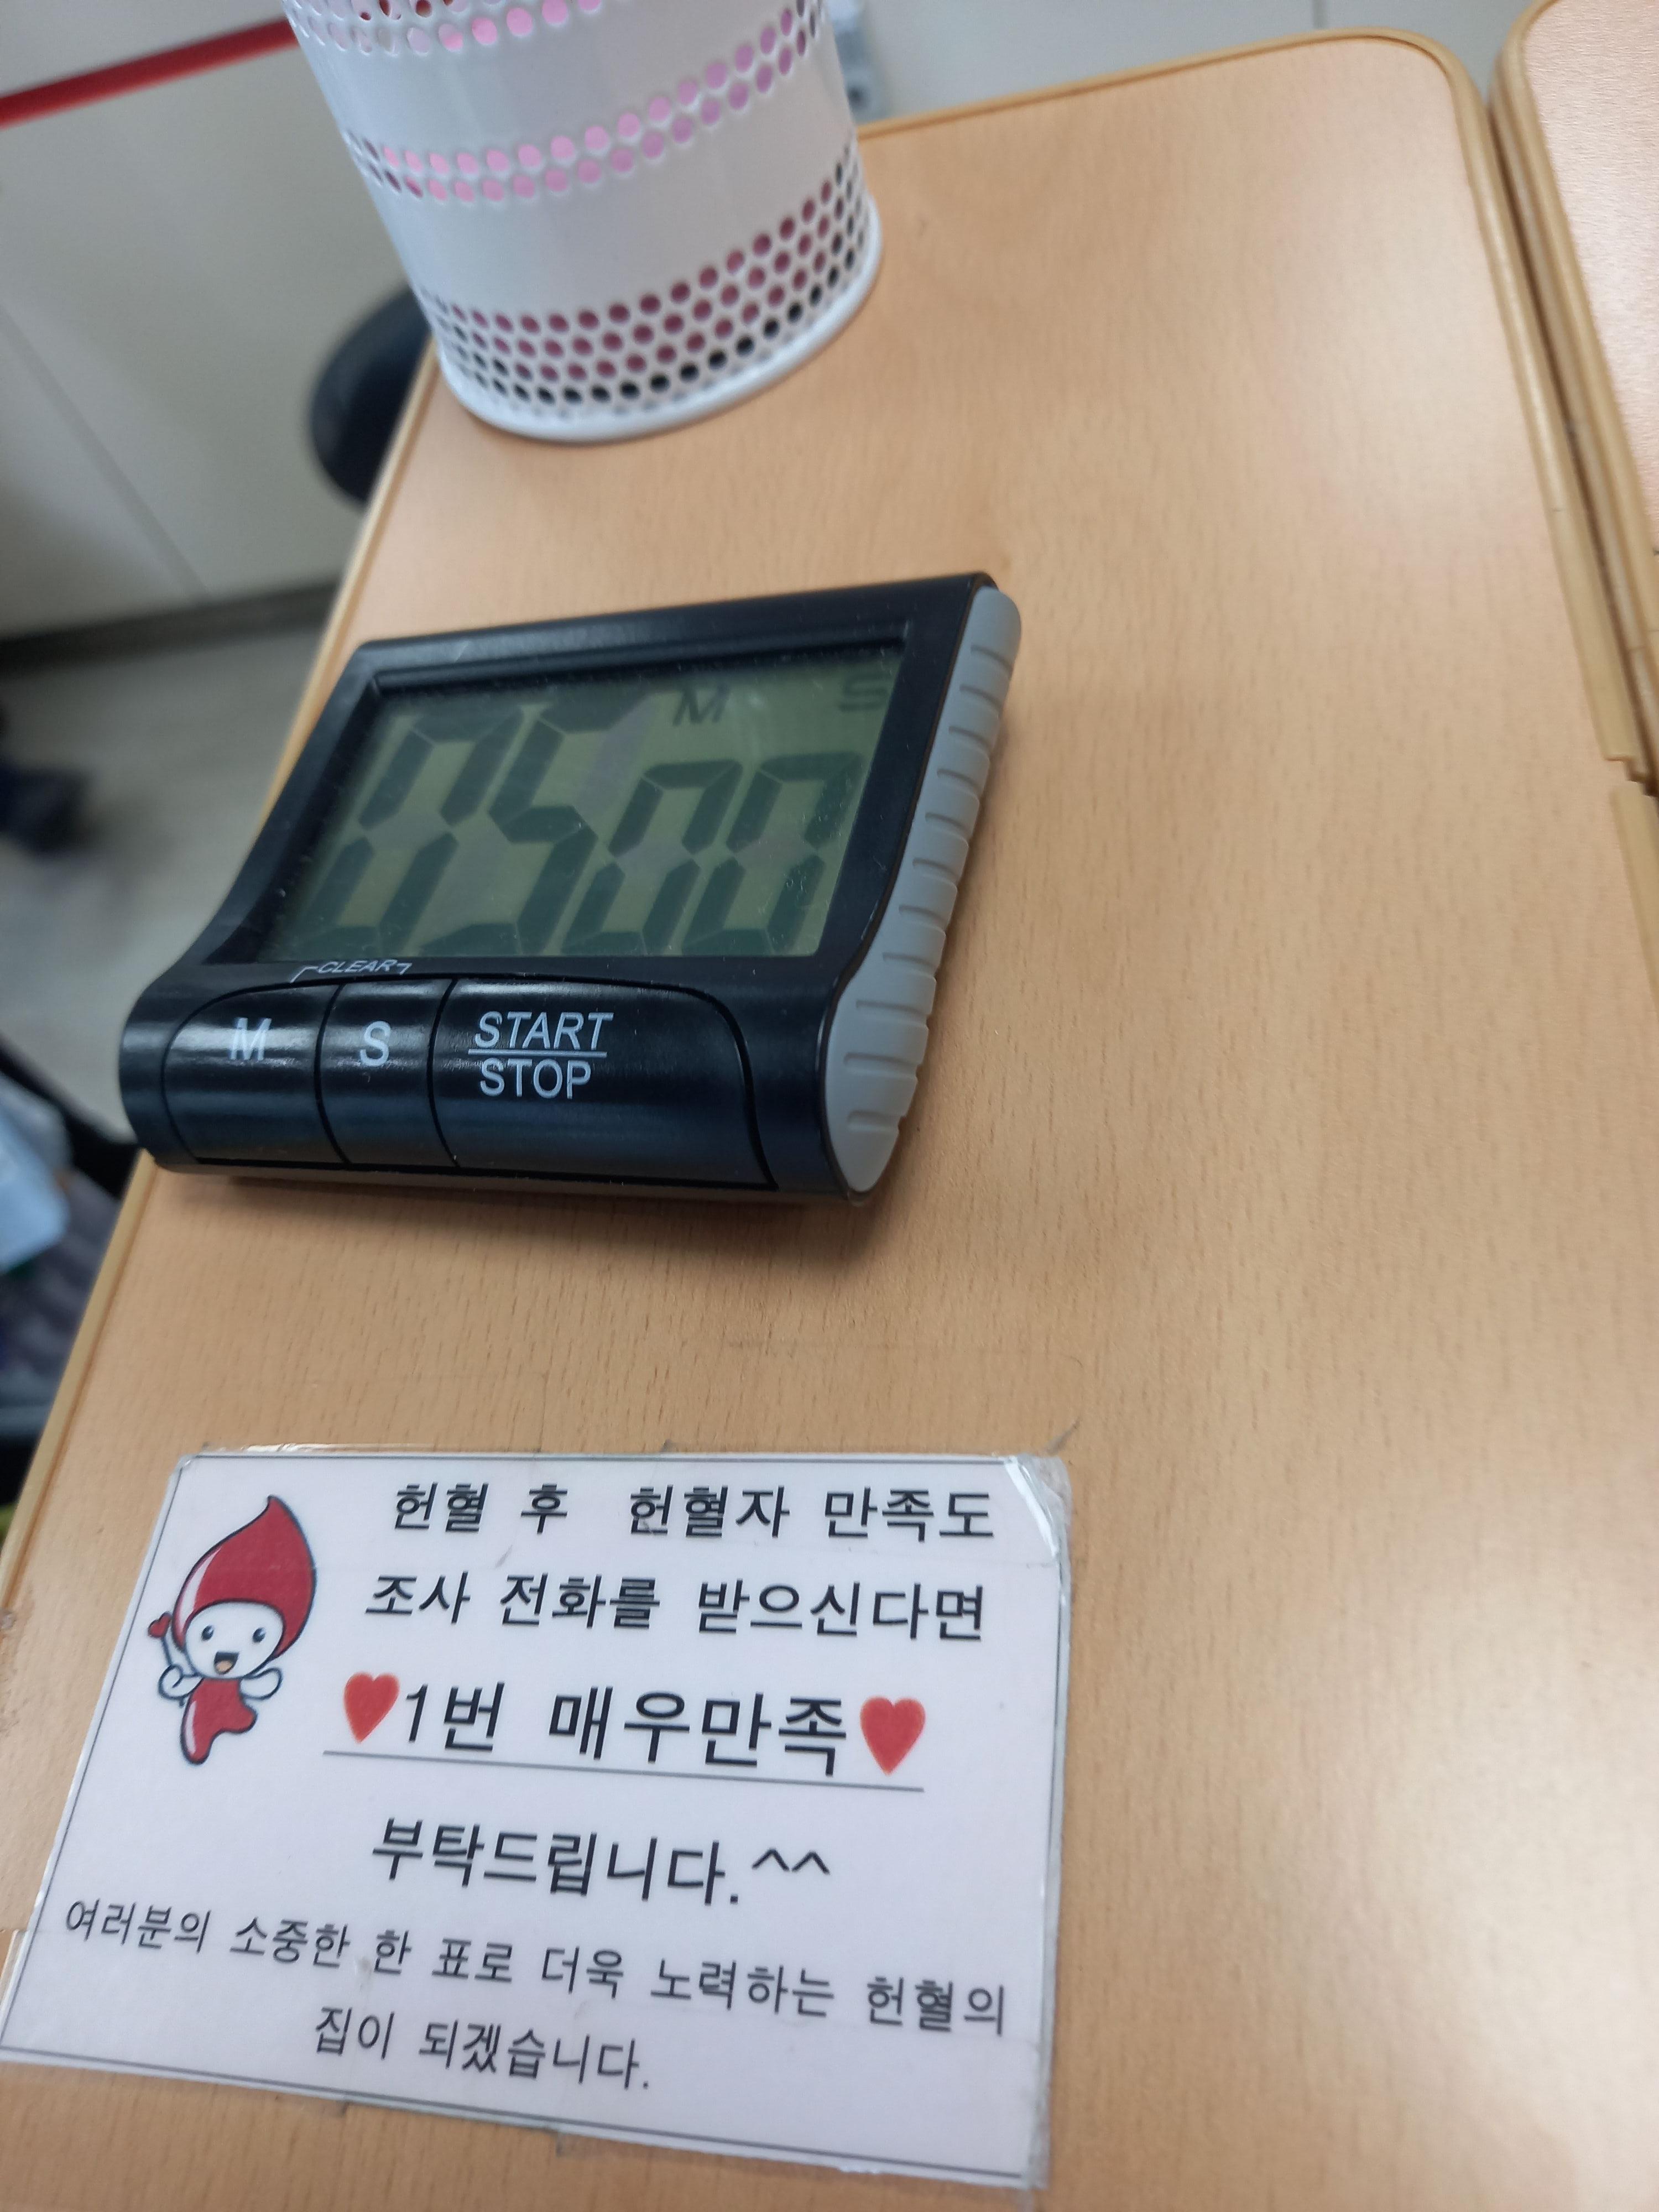 M S
05 00
CLEAR
M S START
STOP
헌혈 후 헌혈자 만족도
조사 전화를 받으신다면
♥1번 매우만족♥
부탁드립니다.^^
여러분의 소중한 한 표로 더욱 노력하는 헌혈의
집이 되겠습니다.